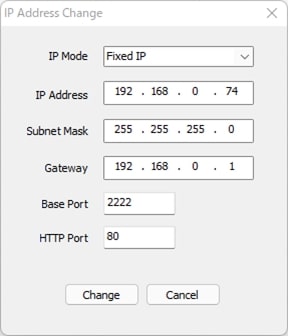 IP Address Change
IP Mode Fixed IP
IP Address 192 . 168 . 0 . 74
Subnet Mask 255 . 255 . 255 . 0
Gateway 192 . 168 . 0 . 1
Base Port 2222
HTTP Port 80
Change Cancel